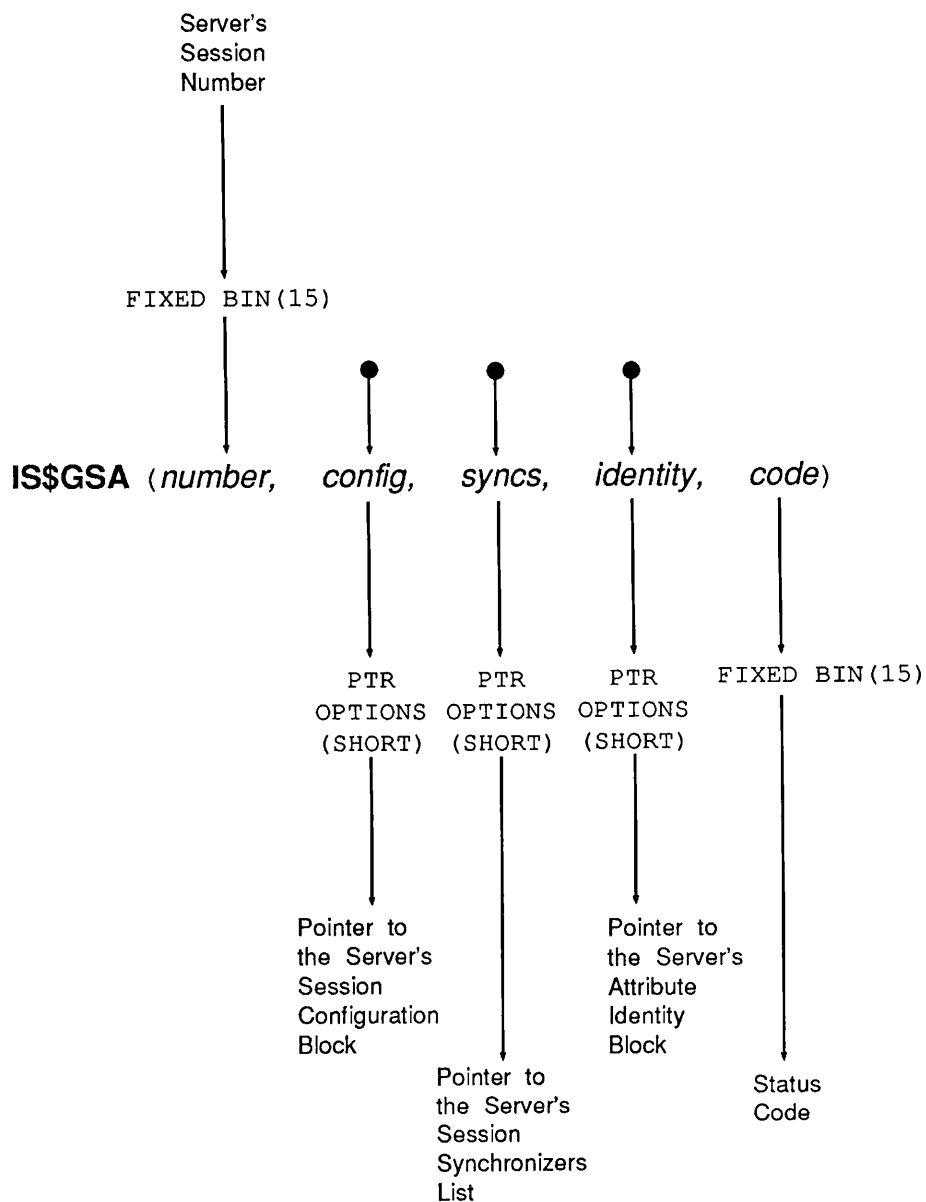 Server's
Session
Number
FIXED BIN(15)
IS$GSA (number, config, syncs, identity, code)
PTR
OPTIONS
(SHORT)
PTR
OPTIONS
(SHORT)
PTR
OPTIONS
(SHORT)
FIXED BIN(15)
Pointer to
the Server's
Session
Configuration
Block
Pointer to
the Server's
Session
Synchronizers
List
Pointer to
the Server's
Attribute
Identity
Block
Status
Code